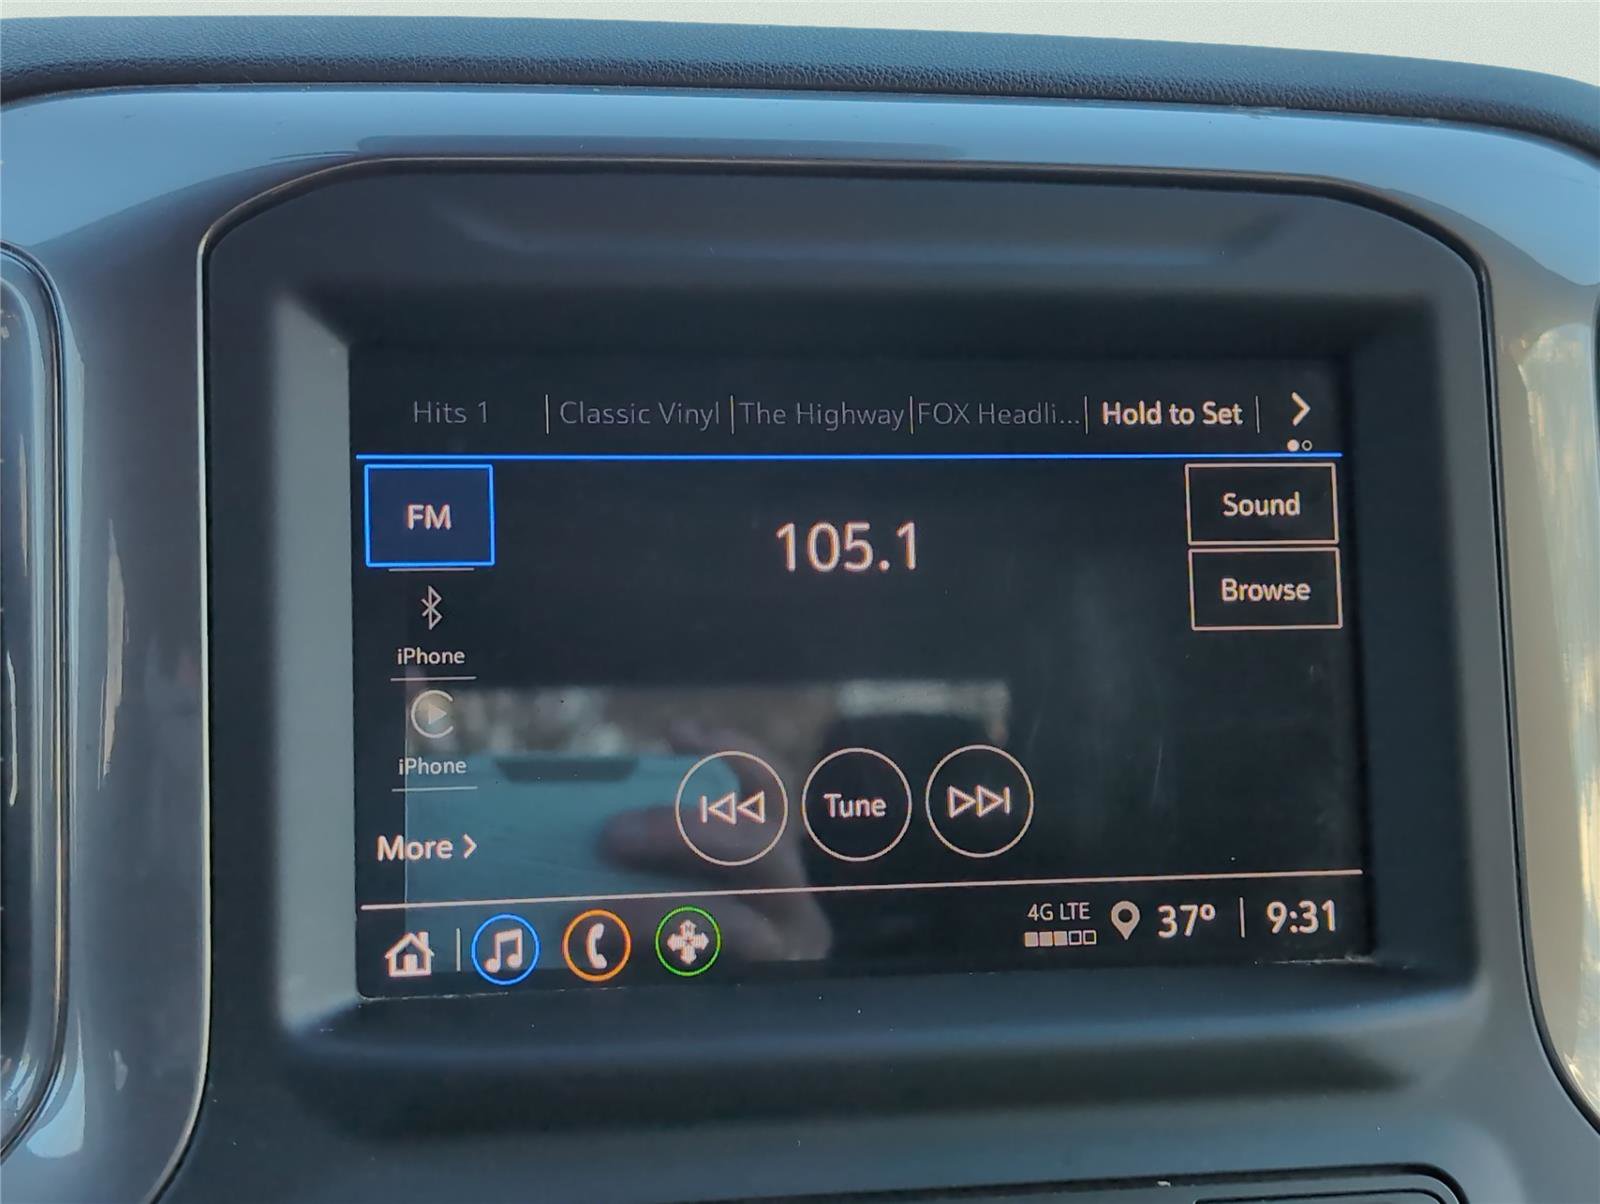 Hits 1 Classic Vinyl The Highway FOX Headli... Hold to Set
FM
105.1
Sound
Browse
iPhone
iPhone
Tune
More
4G LTE 37° 9:31